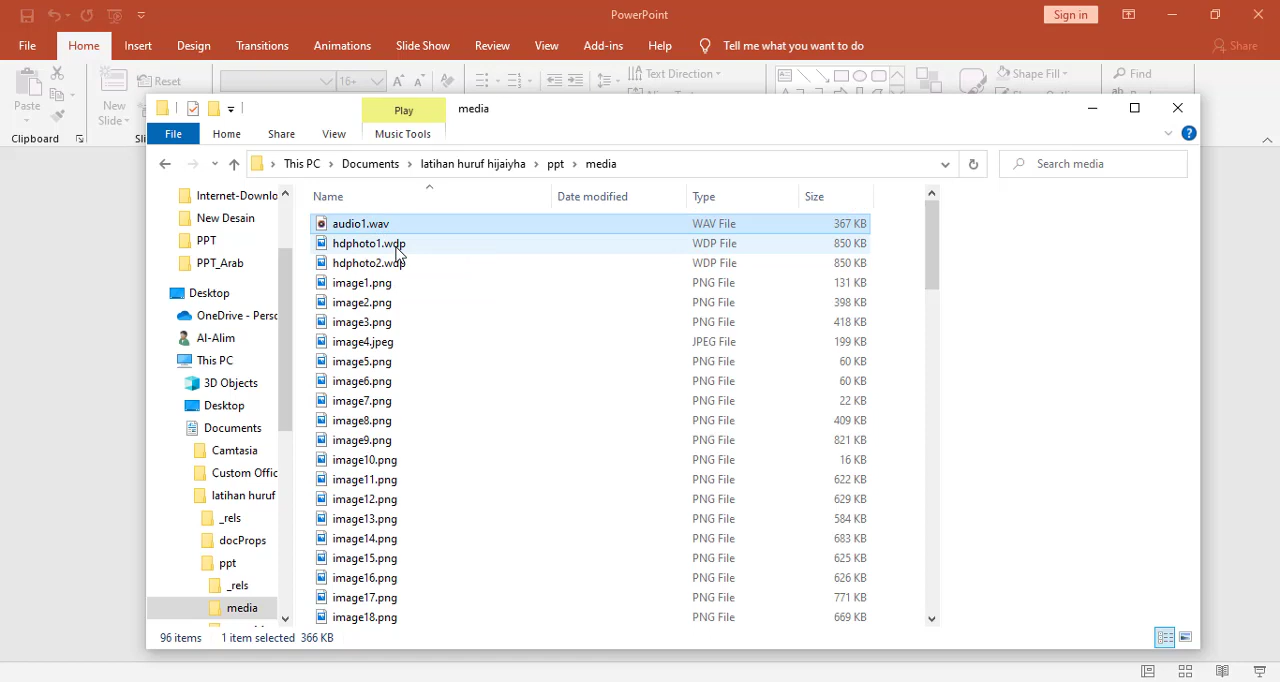 PowerPoint
Sign in
File Home Insert Design Transitions Animations Slide Show Review View Add-ins Help Tell me what you want to do Share
Paste
Clipboard
New
Slide
Reset
16+
Text Direction
Shape Fill
Find
Play
media
File Home Share View Music Tools
This PC Documents latihan huruf hijaiyha ppt media
Search media
Internet-Downlo
New Desain
PPT
PPT_Arab
Desktop
OneDrive - Perso
Al-Alim
This PC
3D Objects
Desktop
Documents
Camtasia
Custom Offic
latihan huruf
_rels
docProps
ppt
_rels
media
Name Date modified Type Size
audio1.wav WAV File 367 KB
hdphoto1.wdp WDP File 850 KB
hdphoto2.wdp WDP File 850 KB
image1.png PNG File 131 KB
image2.png PNG File 398 KB
image3.png PNG File 418 KB
image4.jpeg JPEG File 199 KB
image5.png PNG File 60 KB
image6.png PNG File 60 KB
image7.png PNG File 22 KB
image8.png PNG File 409 KB
image9.png PNG File 821 KB
image10.png PNG File 16 KB
image11.png PNG File 622 KB
image12.png PNG File 629 KB
image13.png PNG File 584 KB
image14.png PNG File 683 KB
image15.png PNG File 625 KB
image16.png PNG File 626 KB
image17.png PNG File 771 KB
image18.png PNG File 669 KB
96 items 1 item selected 366 KB